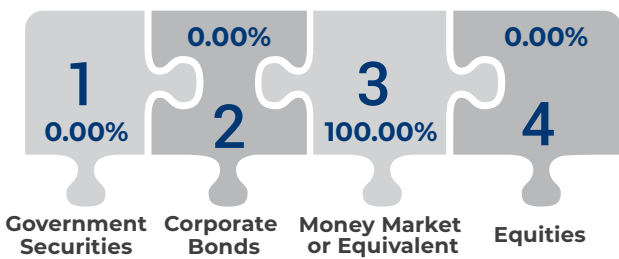 1
0.00%
Government
Securities
0.00%
2
Corporate
Bonds
3
100.00%
Money Market
or Equivalent
0.00%
4
Equities